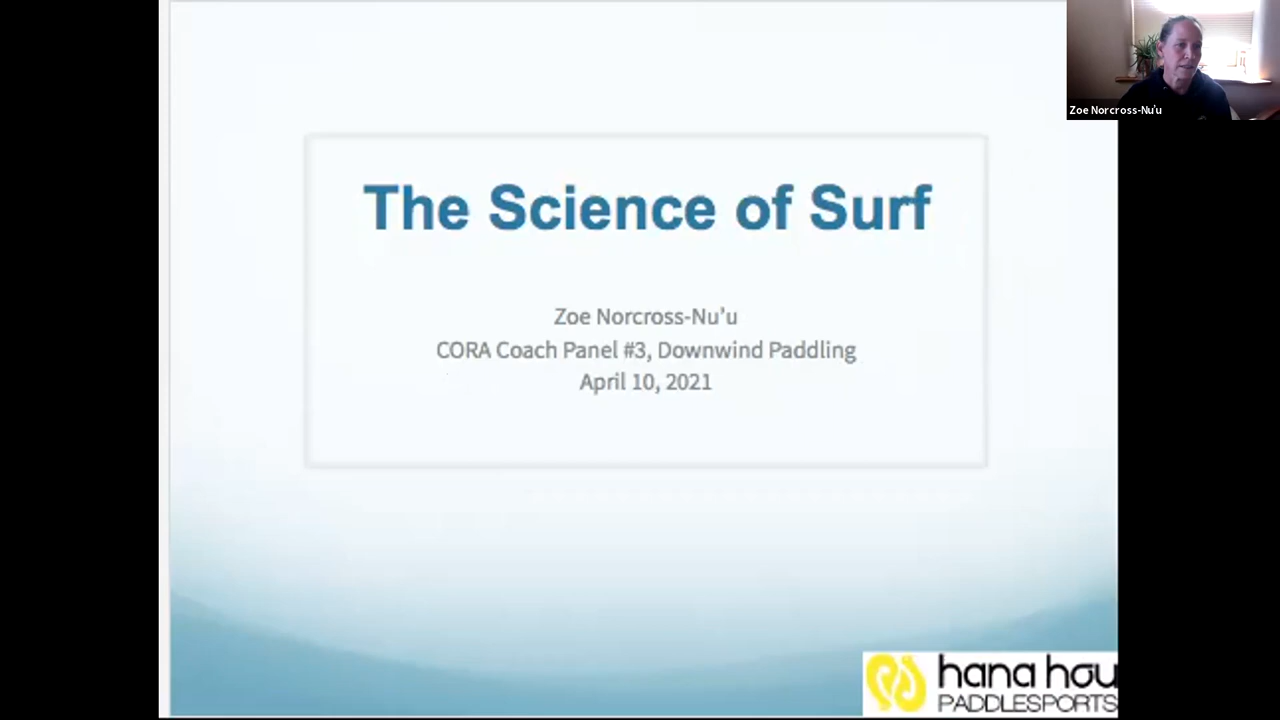 Zoe Norcross-Nu'u
The Science of Surf
Zoe Norcross-Nu’u
CORA Coach Panel #3, Downwind Paddling
April 10, 2021
hana hou
PADDLESPORTS